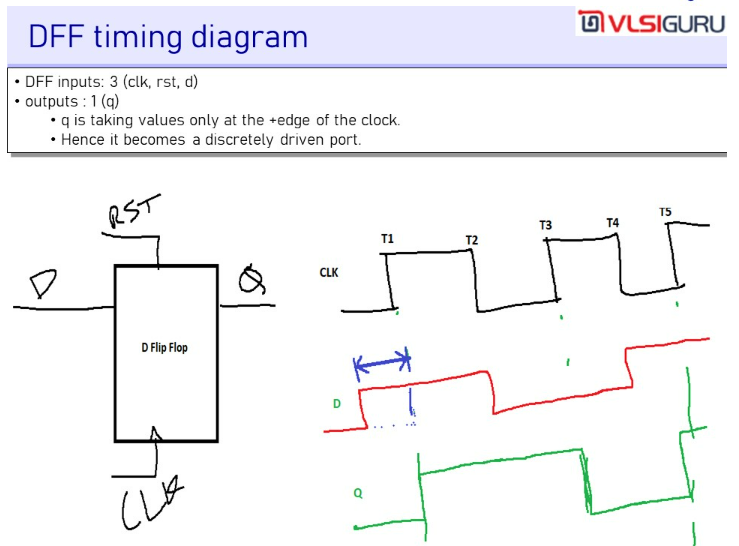 DFF timing diagram
VLSIGURU
• DFF inputs: 3 (clk, rst, d)
• outputs : 1 (q)
• q is taking values only at the +edge of the clock.
• Hence it becomes a discretely driven port.
RST
D
Q
D Flip Flop
CLK
T1
T2
T3
T4
T5
CLK
D
Q